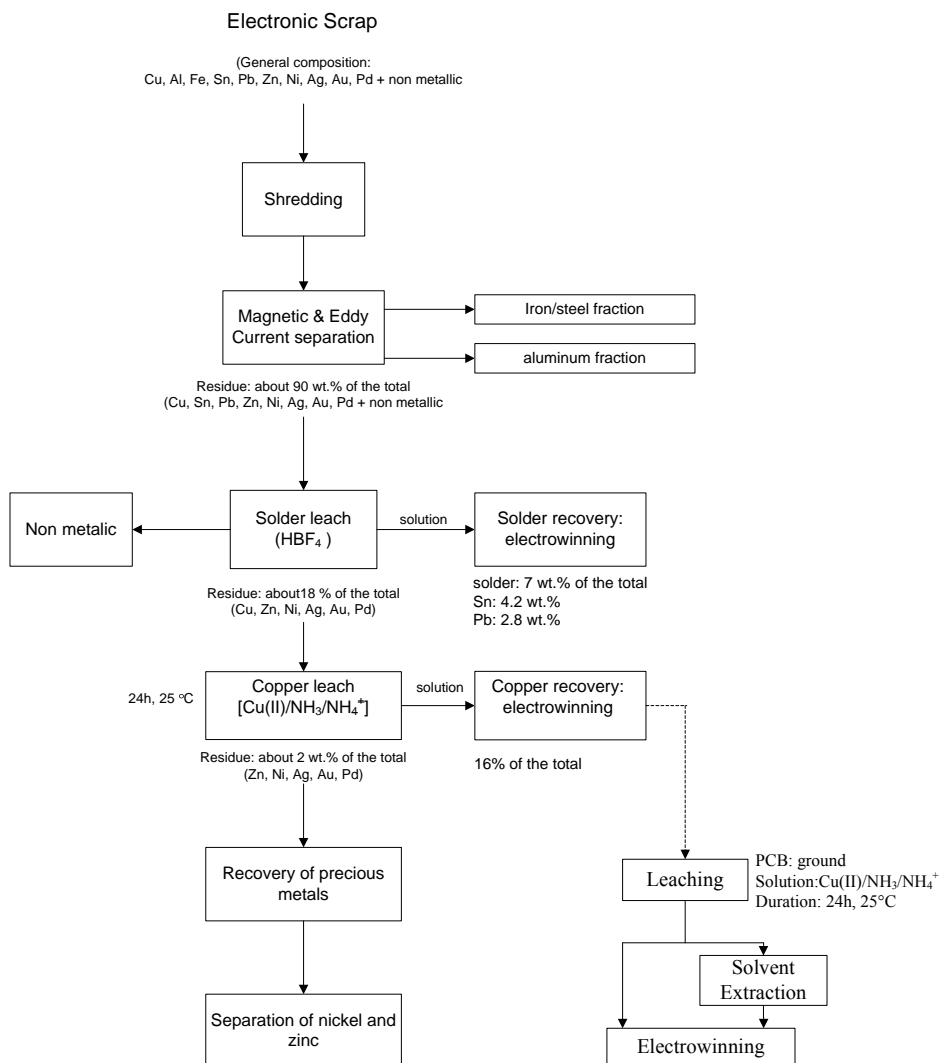 Electronic Scrap
(General composition:
Cu, Al, Fe, Sn, Pb, Zn, Ni, Ag, Au, Pd + non metallic
Shredding
Magnetic & Eddy
Current separation
Iron/steel fraction
aluminum fraction
Residue: about 90 wt.% of the total
(Cu, Sn, Pb, Zn, Ni, Ag, Au, Pd + non metallic
Non metalic
Solder leach
(HBF₄ )
solution
Solder recovery:
electrowinning
solder: 7 wt.% of the total
Sn: 4.2 wt.%
Pb: 2.8 wt.%
Residue: about18 % of the total
(Cu, Zn, Ni, Ag, Au, Pd)
24h, 25 °C
Copper leach
[Cu(II)/NH₃/NH₄⁺]
solution
Copper recovery:
electrowinning
16% of the total
Residue: about 2 wt.% of the total
(Zn, Ni, Ag, Au, Pd)
Recovery of precious
metals
Leaching
PCB: ground
Solution:Cu(II)/NH₃/NH₄⁺
Duration: 24h, 25°C
Solvent
Extraction
Separation of nickel and
zinc
Electrowinning